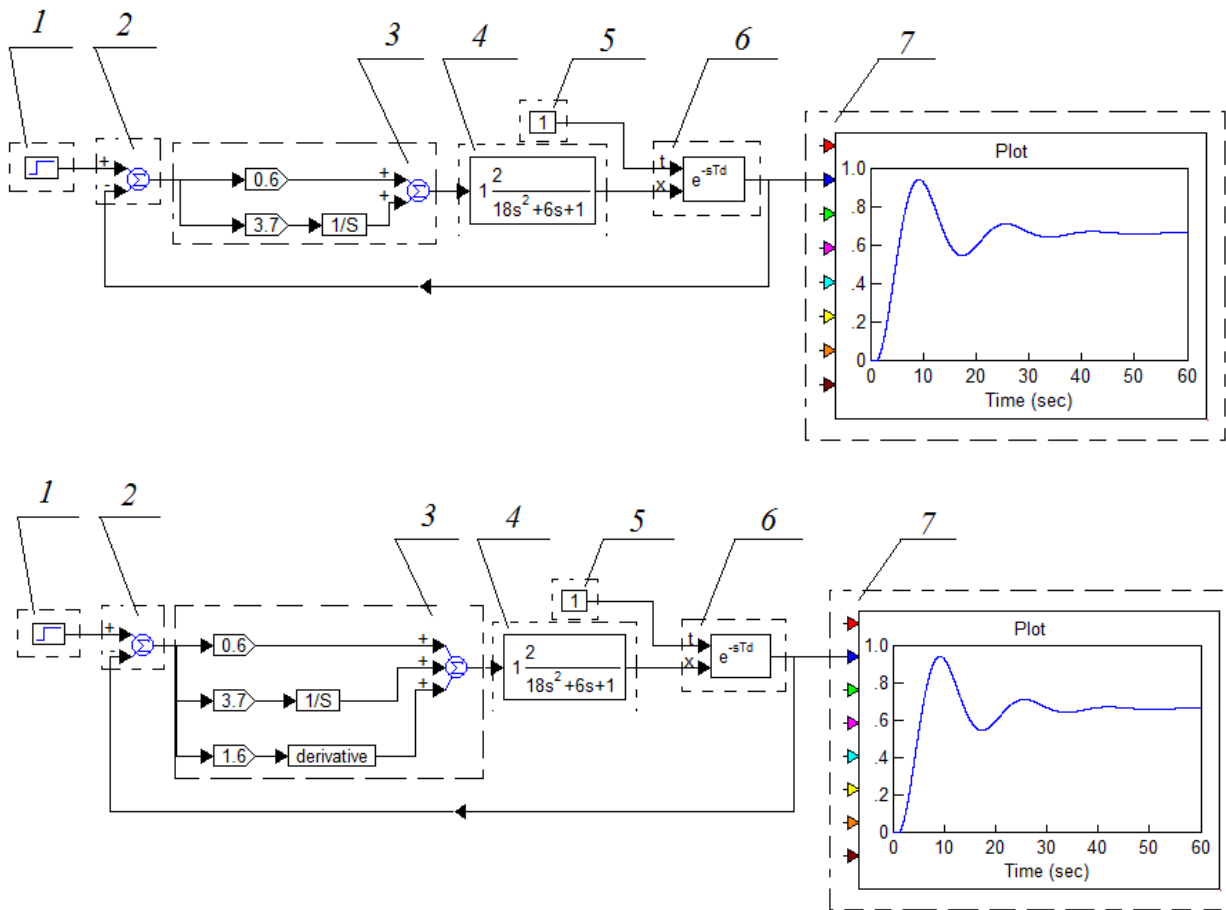 1 2 3 4 5 6 7
1
+
-
Σ
0.6
+
+
Σ
3.7
1/S
1
2
18s²+6s+1
t
x
e^-sTd
Plot
1.0
.8
.6
.4
.2
0
0 10 20 30 40 50 60
Time (sec)
1 2 3 4 5 6 7
1
+
-
Σ
0.6
+
+
+
Σ
3.7
1/S
1.6
derivative
1
2
18s²+6s+1
t
x
e^-sTd
Plot
1.0
.8
.6
.4
.2
0
0 10 20 30 40 50 60
Time (sec)